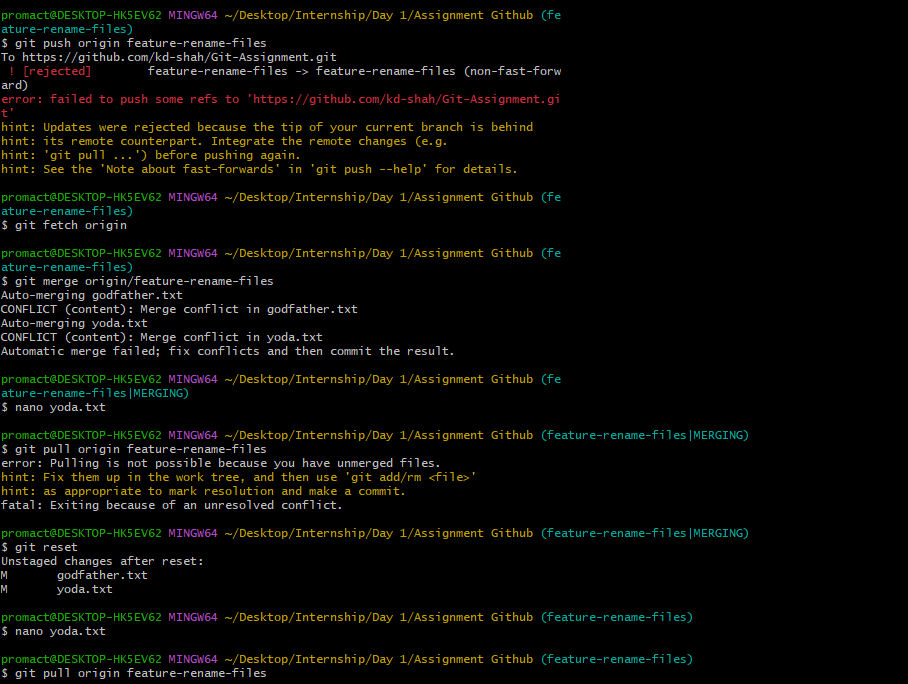 promact@DESKTOP-HK5EV62 MINGW64 ~/Desktop/Internship/Day 1/Assignment Github (fe
ature-rename-files)
$ git push origin feature-rename-files
To https://github.com/kd-shah/Git-Assignment.git
 ! [rejected]        feature-rename-files -> feature-rename-files (non-fast-forw
ard)
error: failed to push some refs to 'https://github.com/kd-shah/Git-Assignment.gi
t'
hint: Updates were rejected because the tip of your current branch is behind
hint: its remote counterpart. Integrate the remote changes (e.g.
hint: 'git pull ...') before pushing again.
hint: See the 'Note about fast-forwards' in 'git push --help' for details.

promact@DESKTOP-HK5EV62 MINGW64 ~/Desktop/Internship/Day 1/Assignment Github (fe
ature-rename-files)
$ git fetch origin

promact@DESKTOP-HK5EV62 MINGW64 ~/Desktop/Internship/Day 1/Assignment Github (fe
ature-rename-files)
$ git merge origin/feature-rename-files
Auto-merging godfather.txt
CONFLICT (content): Merge conflict in godfather.txt
Auto-merging yoda.txt
CONFLICT (content): Merge conflict in yoda.txt
Automatic merge failed; fix conflicts and then commit the result.

promact@DESKTOP-HK5EV62 MINGW64 ~/Desktop/Internship/Day 1/Assignment Github (fe
ature-rename-files|MERGING)
$ nano yoda.txt

promact@DESKTOP-HK5EV62 MINGW64 ~/Desktop/Internship/Day 1/Assignment Github (feature-rename-files|MERGING)
$ git pull origin feature-rename-files
error: Pulling is not possible because you have unmerged files.
hint: Fix them up in the work tree, and then use 'git add/rm <file>'
hint: as appropriate to mark resolution and make a commit.
fatal: Exiting because of an unresolved conflict.

promact@DESKTOP-HK5EV62 MINGW64 ~/Desktop/Internship/Day 1/Assignment Github (feature-rename-files|MERGING)
$ git reset
Unstaged changes after reset:
M       godfather.txt
M       yoda.txt

promact@DESKTOP-HK5EV62 MINGW64 ~/Desktop/Internship/Day 1/Assignment Github (feature-rename-files)
$ nano yoda.txt

promact@DESKTOP-HK5EV62 MINGW64 ~/Desktop/Internship/Day 1/Assignment Github (feature-rename-files)
$ git pull origin feature-rename-files